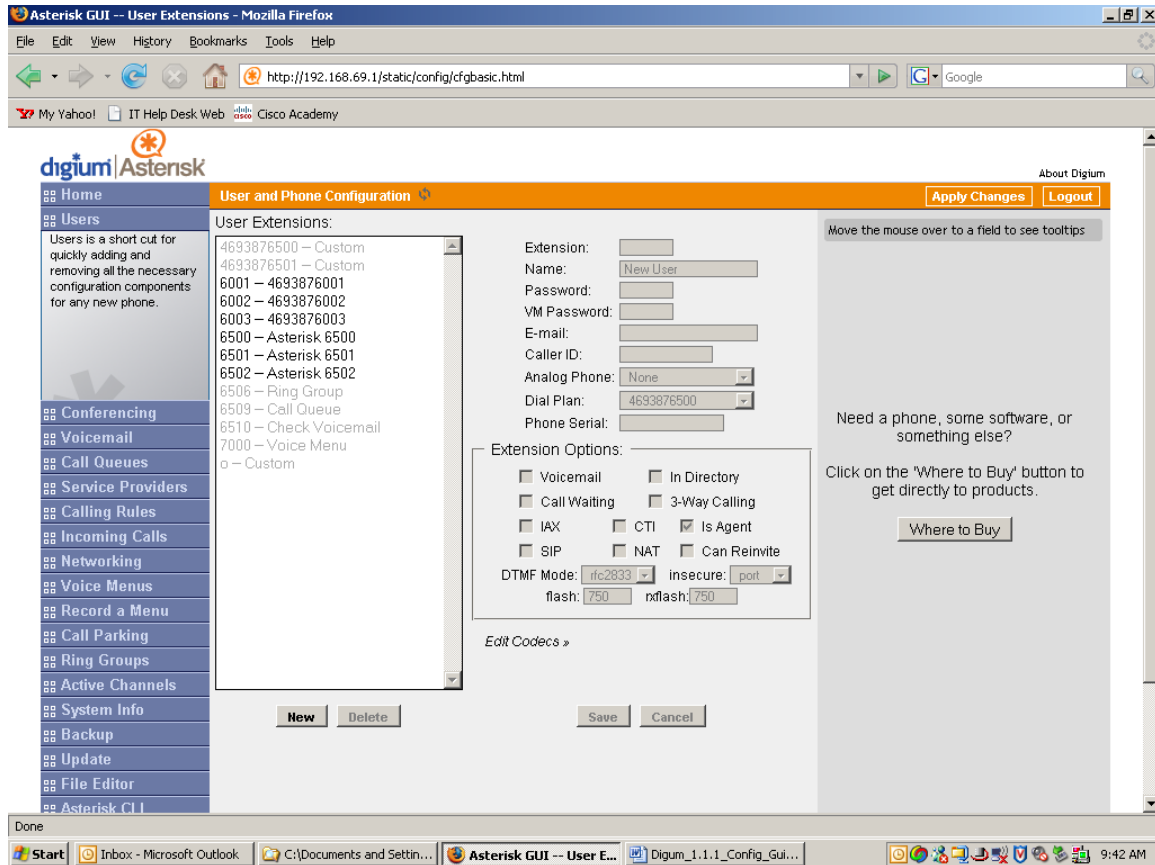 Asterisk GUI -- User Extensions - Mozilla Firefox
File Edit View History Bookmarks Tools Help
http://192.168.69.1/static/config/cfgbasic.html
Google
My Yahoo! IT Help Desk Web Cisco Academy
digium Asterisk
About Digium
Home
User and Phone Configuration
Apply Changes Logout
Users
Users is a short cut for
quickly adding and
removing all the necessary
configuration components
for any new phone.
Conferencing
Voicemail
Call Queues
Service Providers
Calling Rules
Incoming Calls
Networking
Voice Menus
Record a Menu
Call Parking
Ring Groups
Active Channels
System Info
Backup
Update
File Editor
Asterisk CLI
User Extensions:
4693876500 -- Custom
4693876501 -- Custom
6001 -- 4693876001
6002 -- 4693876002
6003 -- 4693876003
6500 -- Asterisk 6500
6501 -- Asterisk 6501
6502 -- Asterisk 6502
6506 -- Ring Group
6509 -- Call Queue
6510 -- Check Voicemail
7000 -- Voice Menu
o -- Custom
New Delete
Extension:
Name: New User
Password:
VM Password:
E-mail:
Caller ID:
Analog Phone: None
Dial Plan: 4693876500
Phone Serial:
Extension Options:
Voicemail In Directory
Call Waiting 3-Way Calling
IAX CTI Is Agent
SIP NAT Can Reinvite
DTMF Mode: rfc2833 insecure: port
flash: 750 rxflash: 750
Edit Codecs »
Save Cancel
Move the mouse over to a field to see tooltips
Need a phone, some software, or
something else?
Click on the 'Where to Buy' button to
get directly to products.
Where to Buy
Done
Start Inbox - Microsoft Outlook C:\Documents and Settin... Asterisk GUI -- User E... Digum_1.1.1_Config_Gui... 9:42 AM